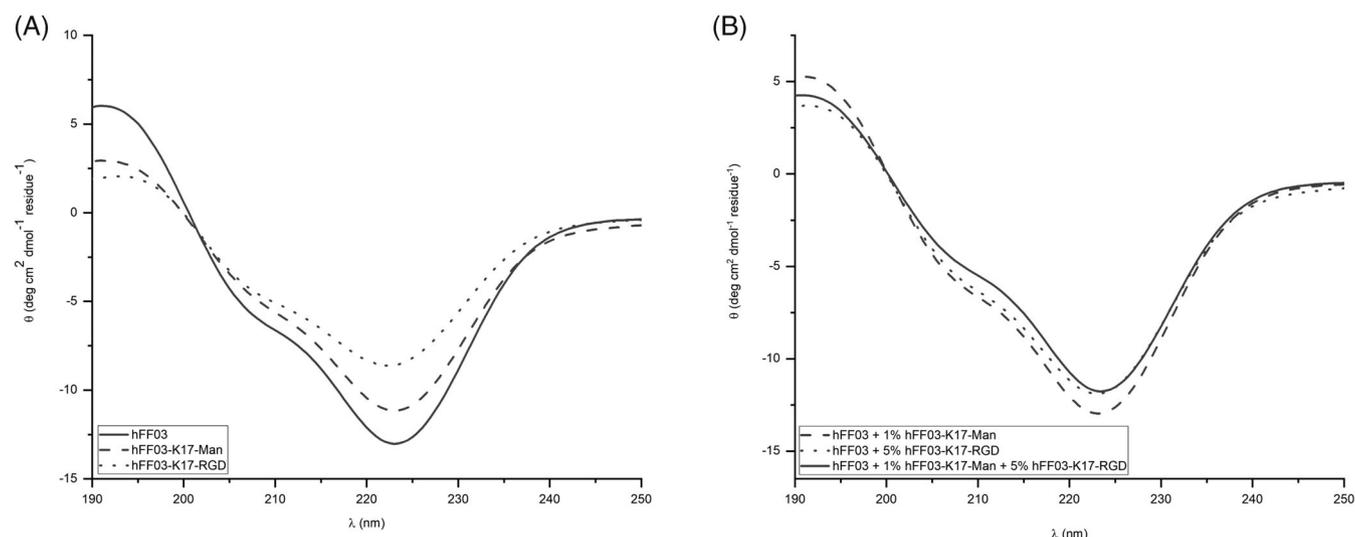 (A)
10
5
0
-5
-10
-15
θ (deg cm2 dmol-1 residue-1)
hFF03
hFF03-K17-Man
hFF03-K17-RGD
190 200 210 220 230 240 250
λ (nm)
(B)
5
0
-5
-10
-15
θ (deg cm2 dmol-1 residue-1)
hFF03 + 1% hFF03-K17-Man
hFF03 + 5% hFF03-K17-RGD
hFF03 + 1% hFF03-K17-Man + 5% hFF03-K17-RGD
190 200 210 220 230 240 250
λ (nm)